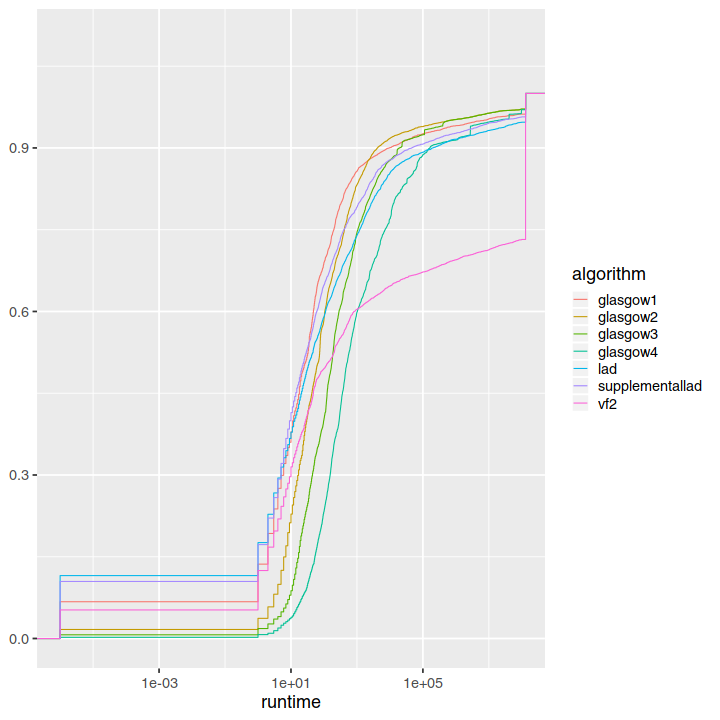 0.9
0.6
0.3
0.0
1e-03
1e+01
1e+05
runtime
algorithm
glasgow1
glasgow2
glasgow3
glasgow4
lad
supplementallad
vf2